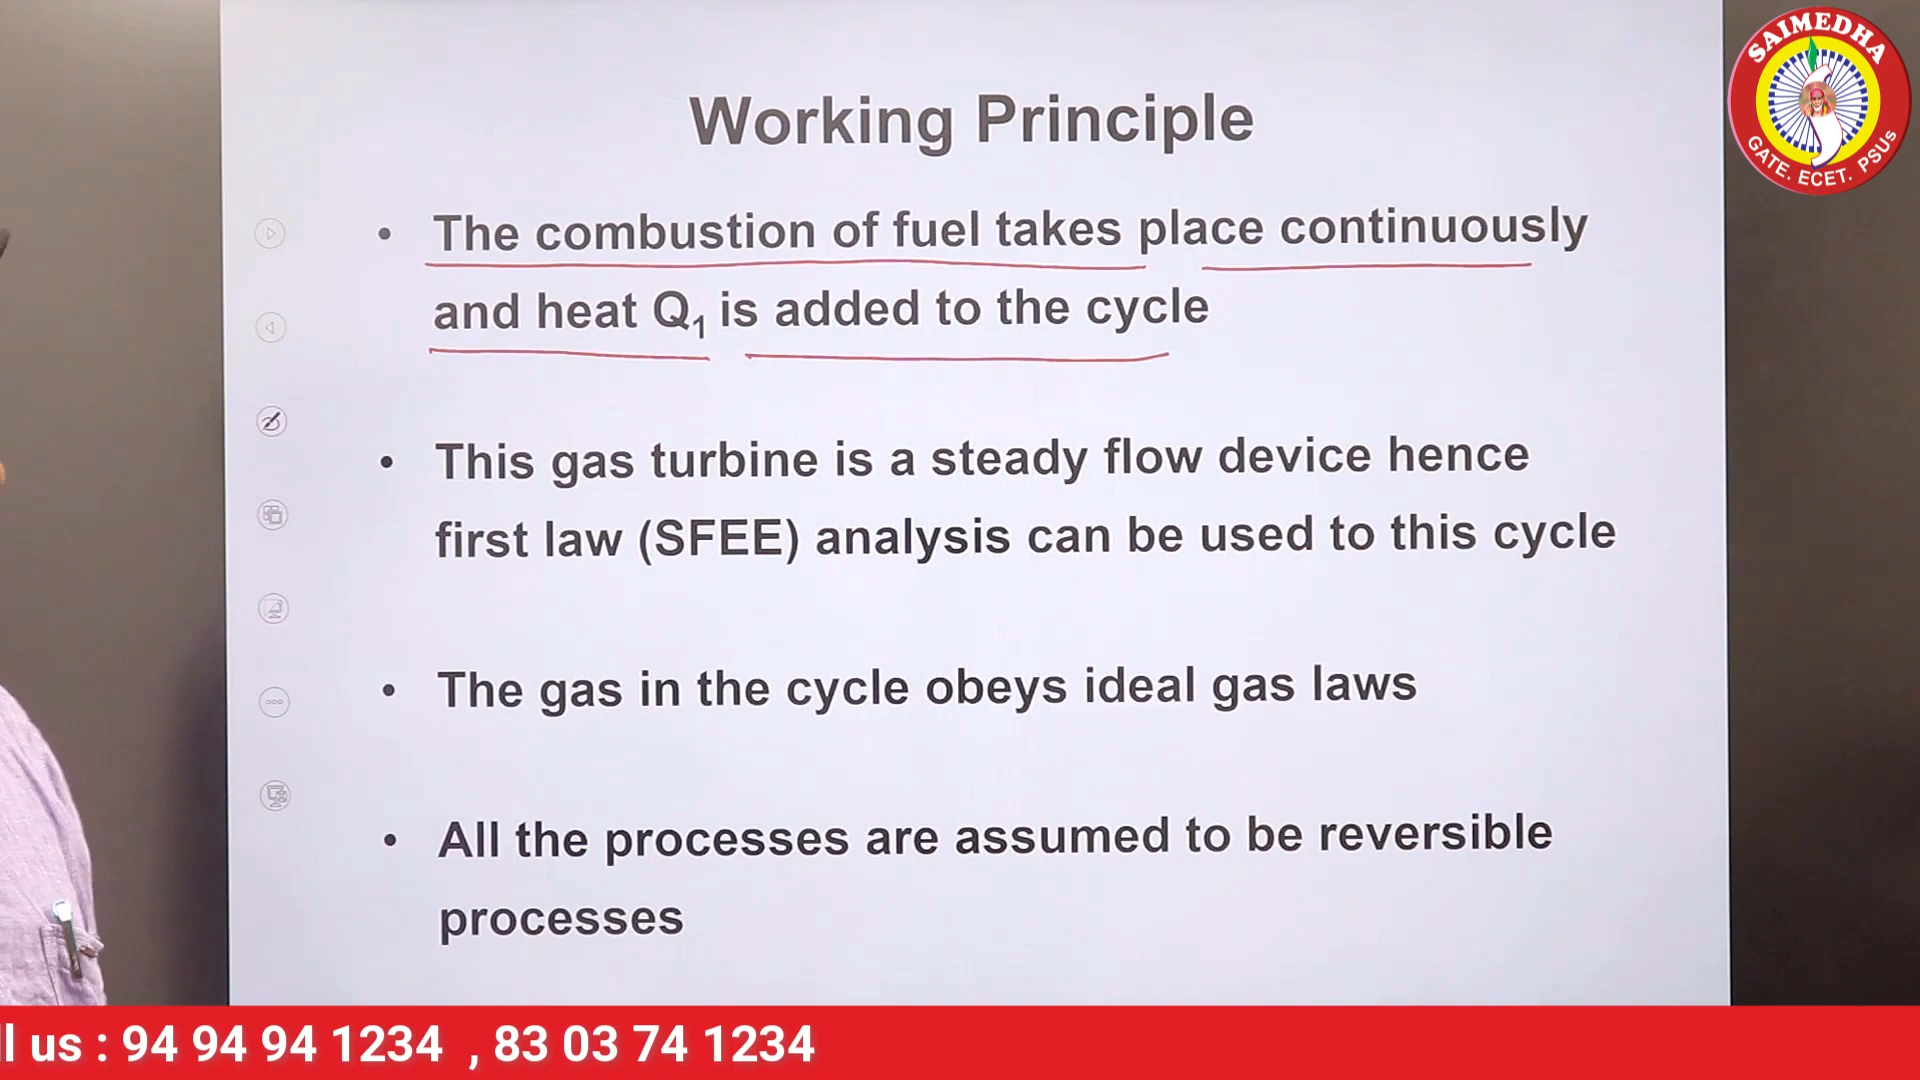 SAIMEDHA
GATE. ECET. PSUs
Working Principle
• The combustion of fuel takes place continuously
and heat Q₁ is added to the cycle
• This gas turbine is a steady flow device hence
first law (SFEE) analysis can be used to this cycle
• The gas in the cycle obeys ideal gas laws
• All the processes are assumed to be reversible
processes
us : 94 94 94 1234 , 83 03 74 1234